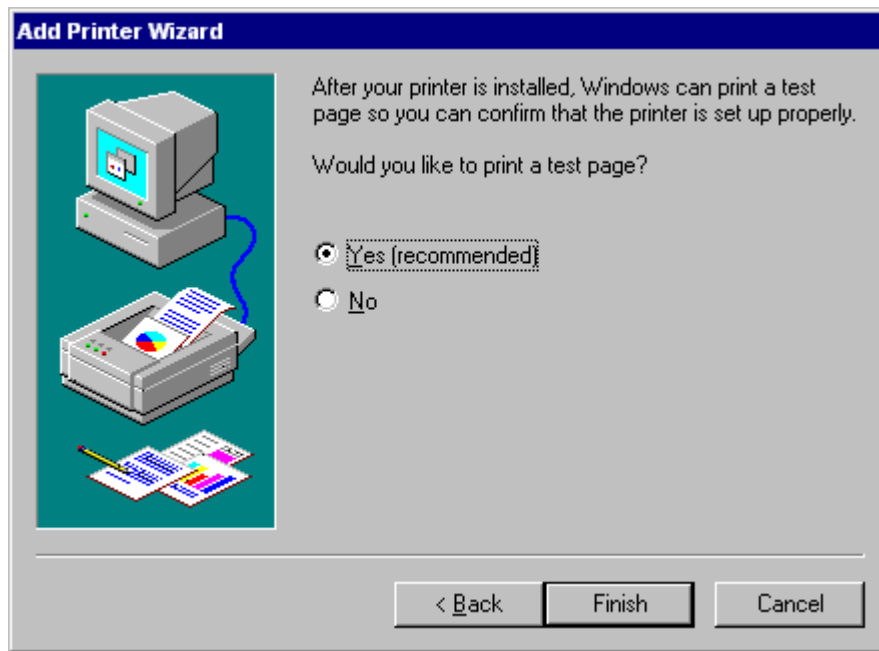 Add Printer Wizard
After your printer is installed, Windows can print a test
page so you can confirm that the printer is set up properly.
Would you like to print a test page?
Yes (recommended)
No
< Back
Finish
Cancel